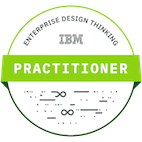 ENTERPRISE DESIGN THINKING
IBM
PRACTITIONER